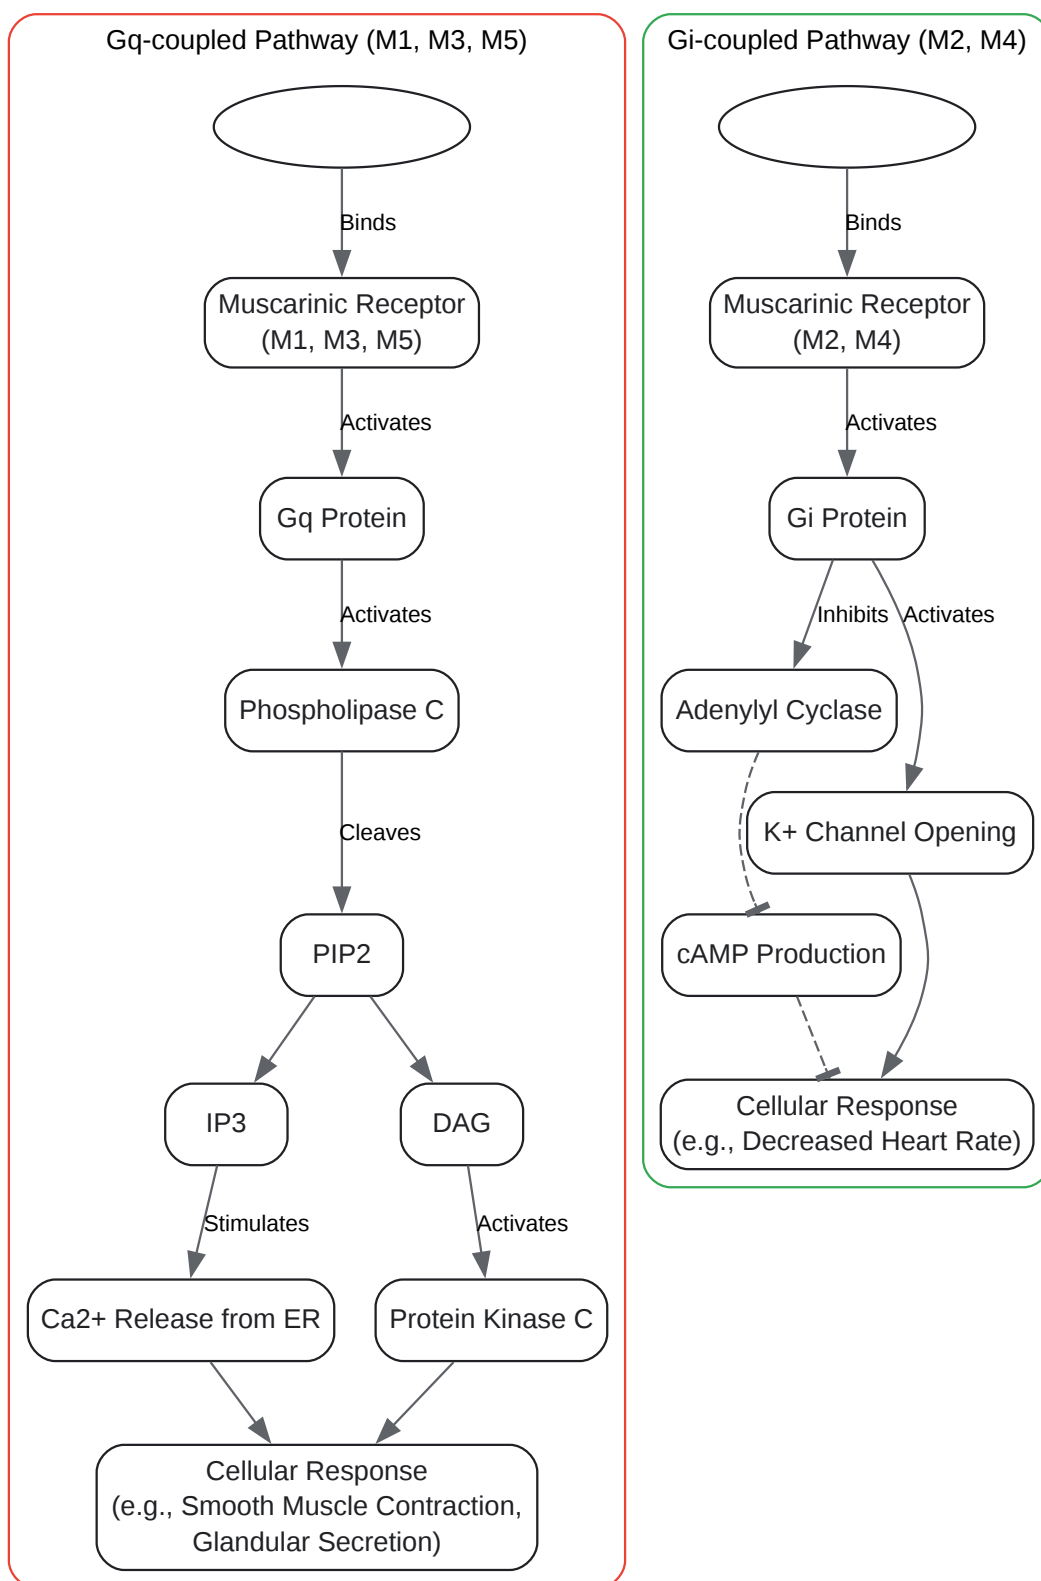 Gq-coupled Pathway (M1, M3, M5)
Binds
Muscarinic Receptor
(M1, M3, M5)
Activates
Gq Protein
Activates
Phospholipase C
Cleaves
PIP2
IP3
DAG
Stimulates
Activates
Ca2+ Release from ER
Protein Kinase C
Cellular Response
(e.g., Smooth Muscle Contraction,
Glandular Secretion)
Gi-coupled Pathway (M2, M4)
Binds
Muscarinic Receptor
(M2, M4)
Activates
Gi Protein
Inhibits
Activates
Adenylyl Cyclase
K+ Channel Opening
cAMP Production
Cellular Response
(e.g., Decreased Heart Rate)